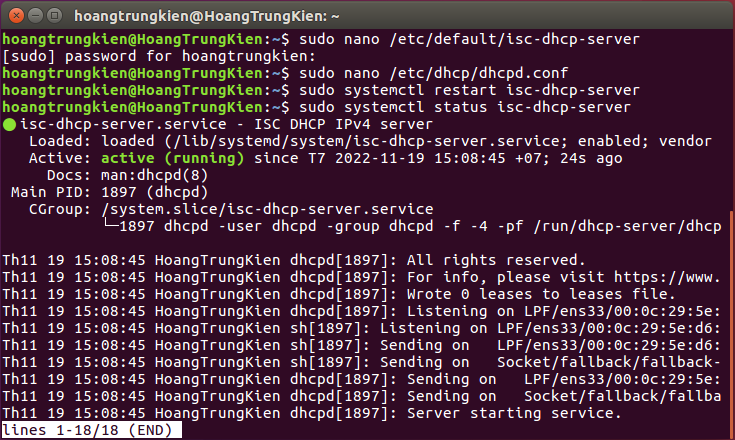 hoangtrungkien@HoangTrungKien: ~
hoangtrungkien@HoangTrungKien:~$ sudo nano /etc/default/isc-dhcp-server
[sudo] password for hoangtrungkien:
hoangtrungkien@HoangTrungKien:~$ sudo nano /etc/dhcp/dhcpd.conf
hoangtrungkien@HoangTrungKien:~$ sudo systemctl restart isc-dhcp-server
hoangtrungkien@HoangTrungKien:~$ sudo systemctl status isc-dhcp-server
● isc-dhcp-server.service - ISC DHCP IPv4 server
   Loaded: loaded (/lib/systemd/system/isc-dhcp-server.service; enabled; vendor
   Active: active (running) since T7 2022-11-19 15:08:45 +07; 24s ago
     Docs: man:dhcpd(8)
 Main PID: 1897 (dhcpd)
   CGroup: /system.slice/isc-dhcp-server.service
           └─1897 dhcpd -user dhcpd -group dhcpd -f -4 -pf /run/dhcp-server/dhcp
Th11 19 15:08:45 HoangTrungKien dhcpd[1897]: All rights reserved.
Th11 19 15:08:45 HoangTrungKien dhcpd[1897]: For info, please visit https://www.
Th11 19 15:08:45 HoangTrungKien dhcpd[1897]: Wrote 0 leases to leases file.
Th11 19 15:08:45 HoangTrungKien dhcpd[1897]: Listening on LPF/ens33/00:0c:29:5e:
Th11 19 15:08:45 HoangTrungKien sh[1897]: Listening on LPF/ens33/00:0c:29:5e:d6:
Th11 19 15:08:45 HoangTrungKien sh[1897]: Sending on   LPF/ens33/00:0c:29:5e:d6:
Th11 19 15:08:45 HoangTrungKien sh[1897]: Sending on   Socket/fallback/fallback-
Th11 19 15:08:45 HoangTrungKien dhcpd[1897]: Sending on   LPF/ens33/00:0c:29:5e:
Th11 19 15:08:45 HoangTrungKien dhcpd[1897]: Sending on   Socket/fallback/fallba
Th11 19 15:08:45 HoangTrungKien dhcpd[1897]: Server starting service.
lines 1-18/18 (END)